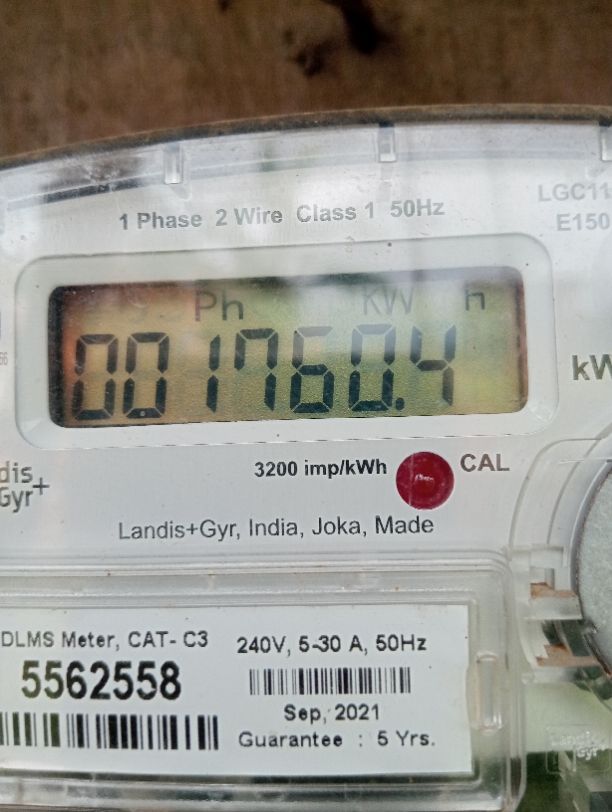 LGC11
1 Phase 2 Wire Class 1 50Hz
E150
Ph KW h
001760.4
kW
dis
Gyr+
3200 imp/kWh
CAL
Landis+Gyr, India, Joka, Made
DLMS Meter, CAT- C3
240V, 5-30 A, 50Hz
5562558
Sep, 2021
Guarantee : 5 Yrs.
Landis
Gyr